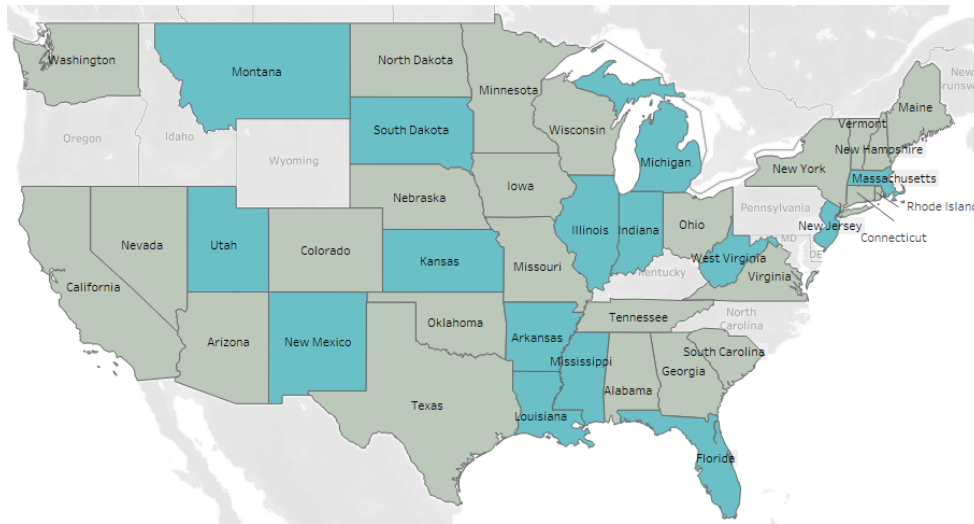 Washington
Montana
North Dakota
Minnesota
Oregon
Idaho
Wyoming
South Dakota
Wisconsin
Michigan
Maine
New
Brunsw
Vermont
New Hampshire
New York
Massachusetts
Rhode Island
Connecticut
Nebraska
Iowa
Nevada
Utah
Colorado
Kansas
Missouri
Illinois
Indiana
Ohio
Pennsylvania
New Jersey
MD
DE
West Virginia
Virginia
Kentucky
California
Arizona
New Mexico
Oklahoma
Arkansas
Tennessee
North
Carolina
South Carolina
Texas
Louisiana
Mississippi
Alabama
Georgia
Florida